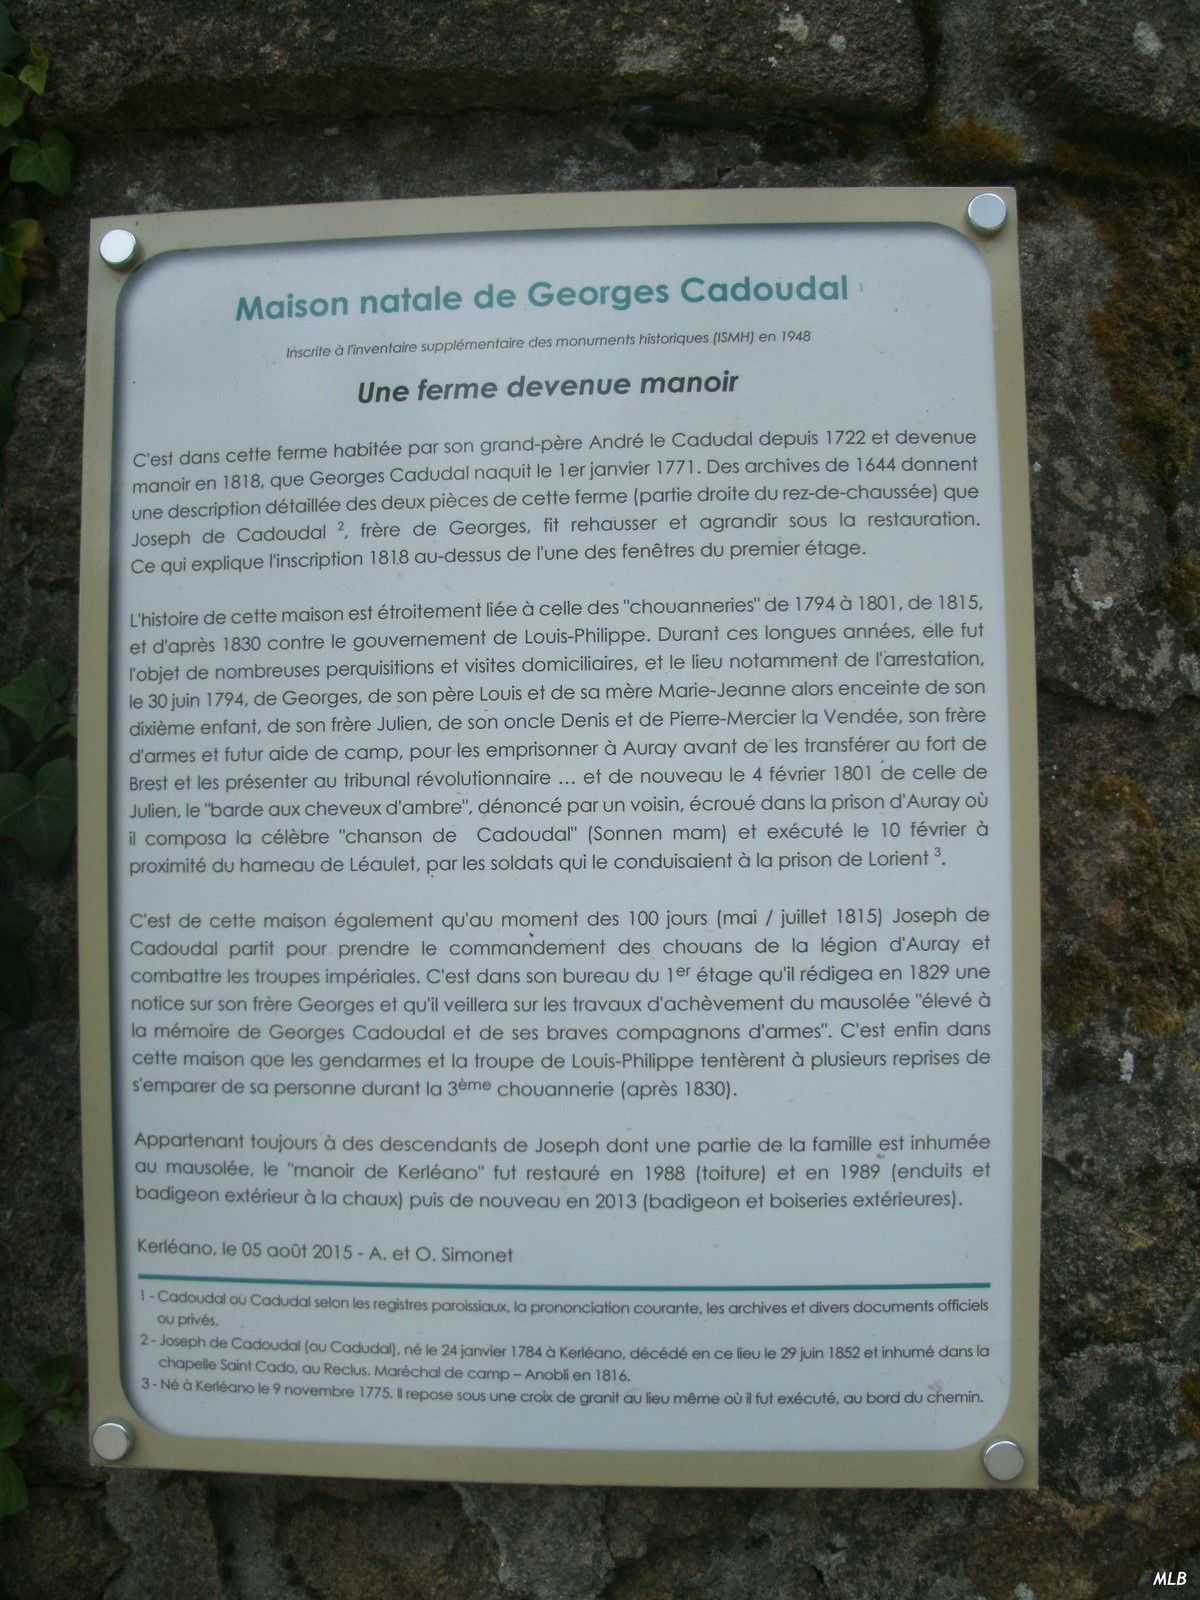 Maison natale de Georges Cadoudal ¹
Inscrite à l'inventaire supplémentaire des monuments historiques (ISMH) en 1948
Une ferme devenue manoir
C'est dans cette ferme habitée par son grand-père André le Cadudal depuis 1722 et devenue
manoir en 1818, que Georges Cadudal naquit le 1er janvier 1771. Des archives de 1644 donnent
une description détaillée des deux pièces de cette ferme (partie droite du rez-de-chaussée) que
Joseph de Cadoudal ², frère de Georges, fit rehausser et agrandir sous la restauration.
Ce qui explique l'inscription 1818 au-dessus de l'une des fenêtres du premier étage.
L'histoire de cette maison est étroitement liée à celle des "chouanneries" de 1794 à 1801, de 1815,
et d'après 1830 contre le gouvernement de Louis-Philippe. Durant ces longues années, elle fut
l'objet de nombreuses perquisitions et visites domiciliaires, et le lieu notamment de l'arrestation,
le 30 juin 1794, de Georges, de son père Louis et de sa mère Marie-Jeanne alors enceinte de son
dixième enfant, de son frère Julien, de son oncle Denis et de Pierre-Mercier la Vendée, son frère
d'armes et futur aide de camp, pour les emprisonner à Auray avant de les transférer au fort de
Brest et les présenter au tribunal révolutionnaire ... et de nouveau le 4 février 1801 de celle de
Julien, le "barde aux cheveux d'ambre", dénoncé par un voisin, écroué dans la prison d'Auray où
il composa la célèbre "chanson de Cadoudal" (Sonnen mam) et exécuté le 10 février à
proximité du hameau de Léaulet, par les soldats qui le conduisaient à la prison de Lorient ³.
C'est de cette maison également qu'au moment des 100 jours (mai / juillet 1815) Joseph de
Cadoudal partit pour prendre le commandement des chouans de la légion d'Auray et
combattre les troupes impériales. C'est dans son bureau du 1er étage qu'il rédigea en 1829 une
notice sur son frère Georges et qu'il veillera sur les travaux d'achèvement du mausolée "élevé à
la mémoire de Georges Cadoudal et de ses braves compagnons d'armes". C'est enfin dans
cette maison que les gendarmes et la troupe de Louis-Philippe tentèrent à plusieurs reprises de
s'emparer de sa personne durant la 3ème chouannerie (après 1830).
Appartenant toujours à des descendants de Joseph dont une partie de la famille est inhumée
au mausolée, le "manoir de Kerléano" fut restauré en 1988 (toiture) et en 1989 (enduits et
badigeon extérieur à la chaux) puis de nouveau en 2013 (badigeon et boiseries extérieures).
Kerléano, le 05 août 2015 - A. et O. Simonet
1 - Cadoudal ou Cadudal selon les registres paroissiaux, la prononciation courante, les archives et divers documents officiels
ou privés.
2 - Joseph de Cadoudal (ou Cadudal), né le 24 janvier 1784 à Kerléano, décédé en ce lieu le 29 juin 1852 et inhumé dans la
chapelle Saint Cado, au Reclus. Maréchal de camp – Anobli en 1816.
3 - Né à Kerléano le 9 novembre 1775. Il repose sous une croix de granit au lieu même où il fut exécuté, au bord du chemin.
MLB